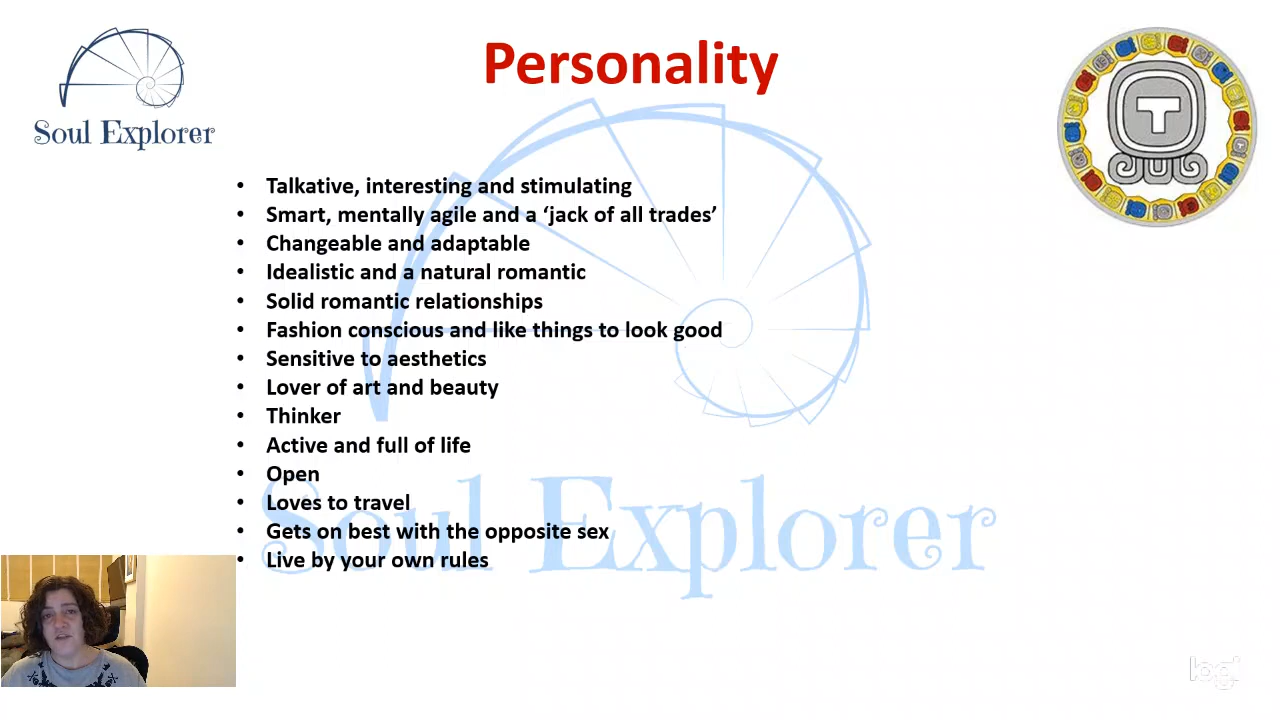 Soul Explorer
Personality
T
• Talkative, interesting and stimulating
• Smart, mentally agile and a ‘jack of all trades’
• Changeable and adaptable
• Idealistic and a natural romantic
• Solid romantic relationships
• Fashion conscious and like things to look good
• Sensitive to aesthetics
• Lover of art and beauty
• Thinker
• Active and full of life
• Open
• Loves to travel
• Gets on best with the opposite sex
• Live by your own rules
Soul Explorer
logi